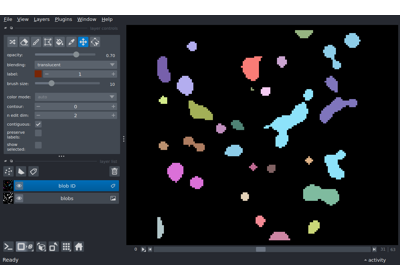 File View Layers Plugins Window Help
opacity: 0.70
blending: translucent
label: 1
brush size: 10
color mode: auto
contour: 0
n edit dim: 2
contiguous:
preserve labels:
show selected:
blob ID
blobs
Ready
activity